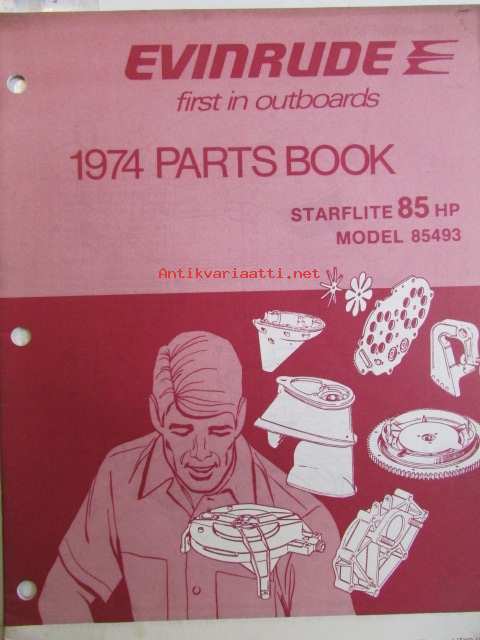 EVINRUDE
first in outboards
1974 PARTS BOOK
STARFLITE 85 HP
MODEL 85493
Antikvariaatti.net